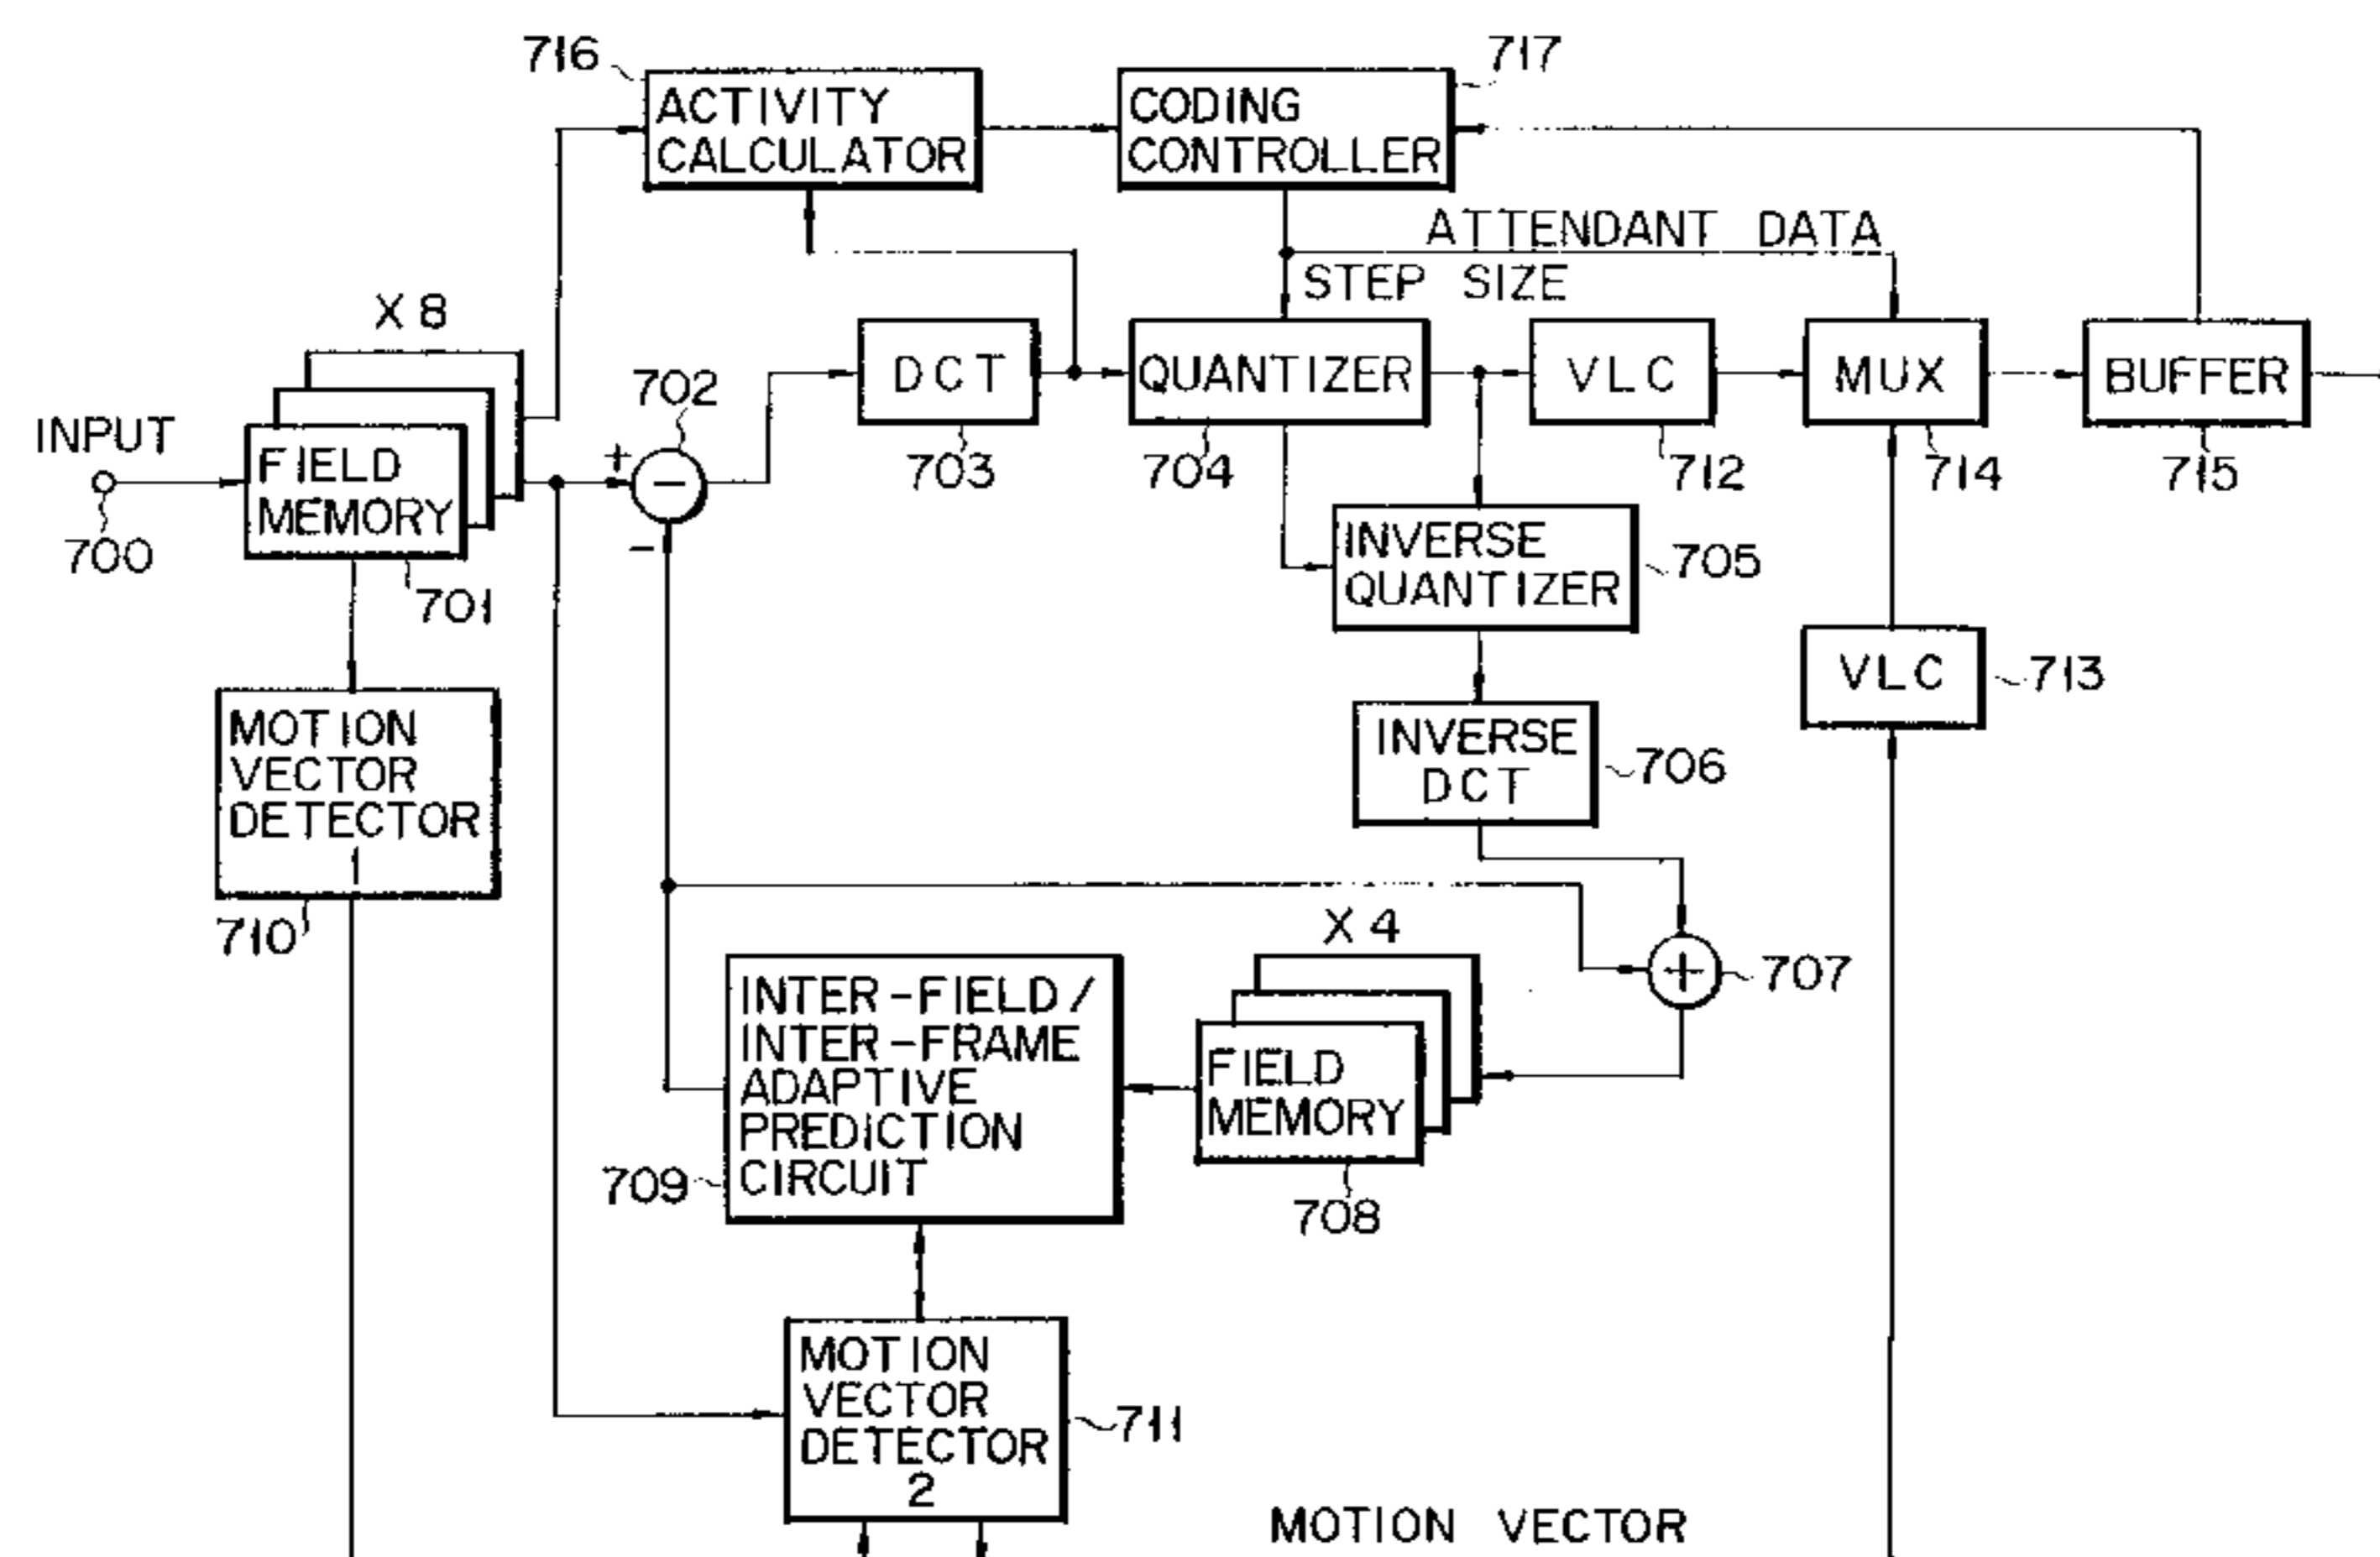 716
717
ACTIVITY
CALCULATOR
CODING
CONTROLLER
ATTENDANT DATA
STEP SIZE
X 8
702
DCT
QUANTIZER
VLC
MUX
BUFFER
INPUT
+
FIELD
MEMORY
−
703
704
712
714
715
700
−
701
INVERSE
QUANTIZER
705
VLC
713
MOTION
VECTOR
DETECTOR
1
INVERSE
DCT
706
710
X 4
+
707
INTER-FIELD/
INTER-FRAME
ADAPTIVE
PREDICTION
CIRCUIT
709
FIELD
MEMORY
708
MOTION
VECTOR
DETECTOR
2
711
MOTION VECTOR